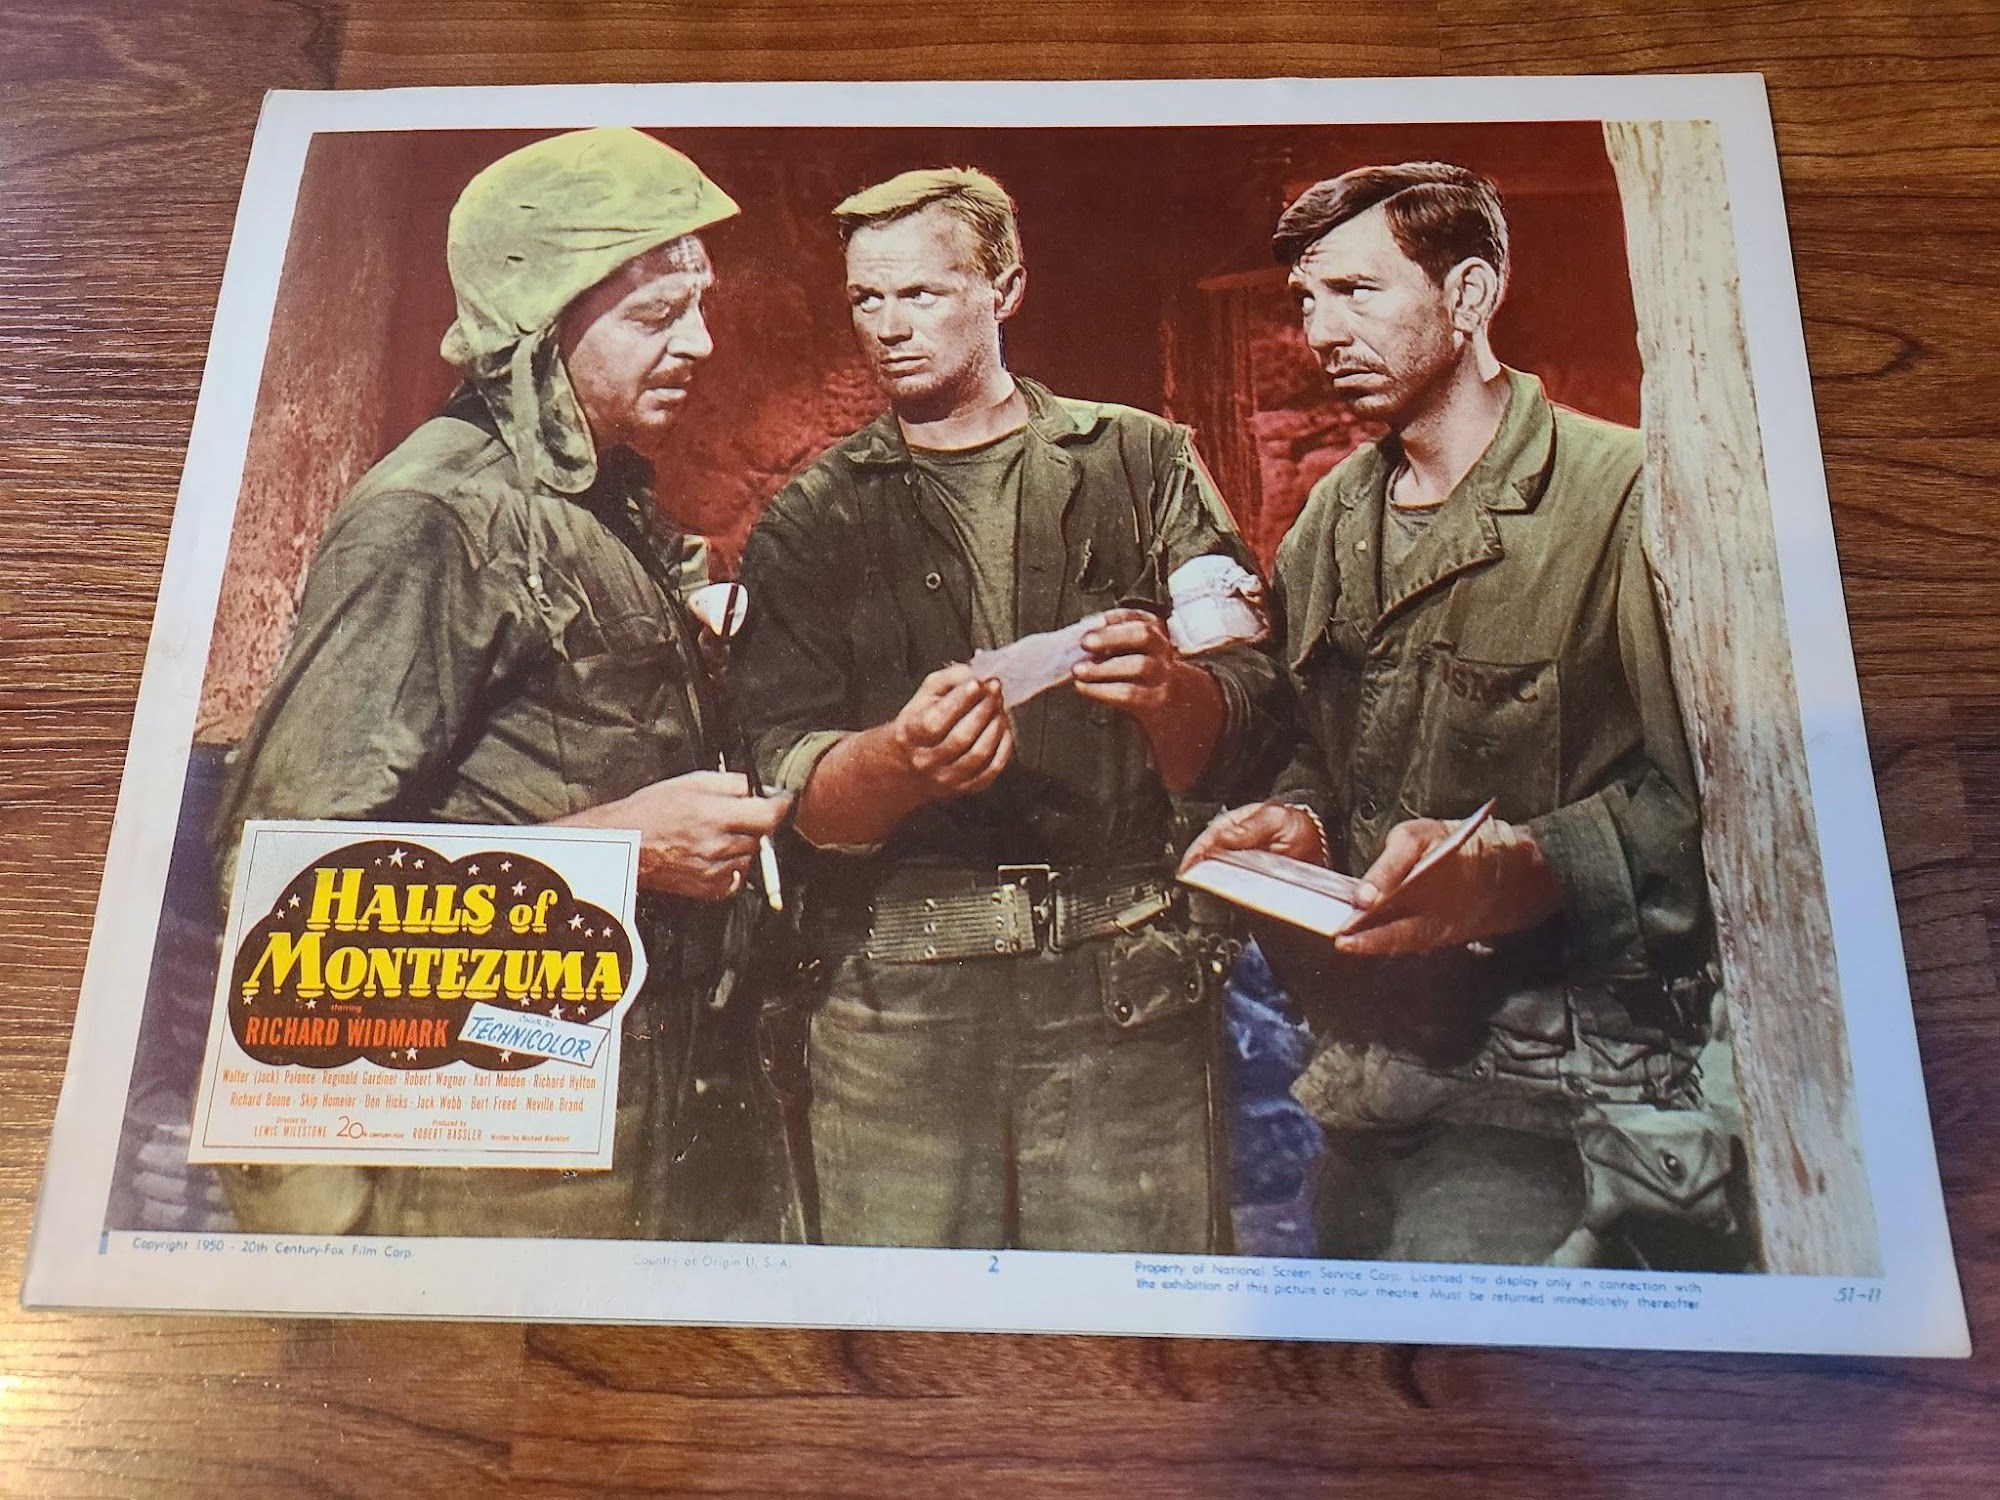 USMC
HALLS of
MONTEZUMA
starring
RICHARD WIDMARK
COLOR BY
TECHNICOLOR
Walter (Jack) Palance · Reginald Gardiner · Robert Wagner · Karl Malden · Richard Hylton
Richard Boone · Skip Homeier · Don Hicks · Jack Webb · Bert Freed · Neville Brand
Directed by
LEWIS MILESTONE
20th CENTURY-FOX
Produced by
ROBERT BASSLER
Written by Michael Blankfort
Copyright 1950 - 20th Century-Fox Film Corp.
Country of Origin U. S. A.
2
Property of National Screen Service Corp. Licensed for display only in connection with
the exhibition of this picture at your theatre. Must be returned immediately thereafter.
51-11